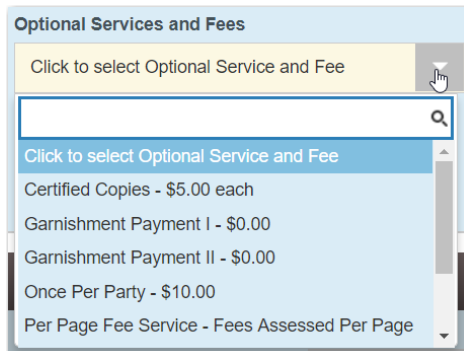 Optional Services and Fees
Click to select Optional Service and Fee
Click to select Optional Service and Fee
Certified Copies - $5.00 each
Garnishment Payment I - $0.00
Garnishment Payment II - $0.00
Once Per Party - $10.00
Per Page Fee Service - Fees Assessed Per Page